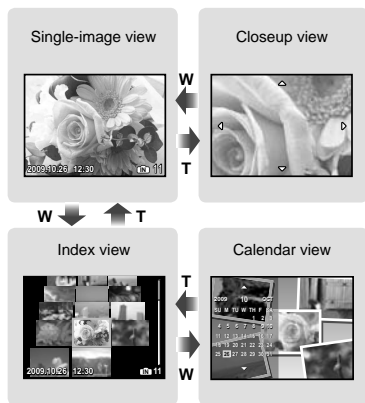 Single-image view
Closeup view
W
T
2009.10.26 12:30 IN 11
W
T
Index view
Calendar view
T
W
2009.10.26 12:30 IN 11
2009 10 OCT
SU M TU W TH F SA
1 2 3
4 5 6 7 8 9 10
11 12 13 14 15 16 17
18 19 20 21 22 23 24
25 26 27 28 29 30 31